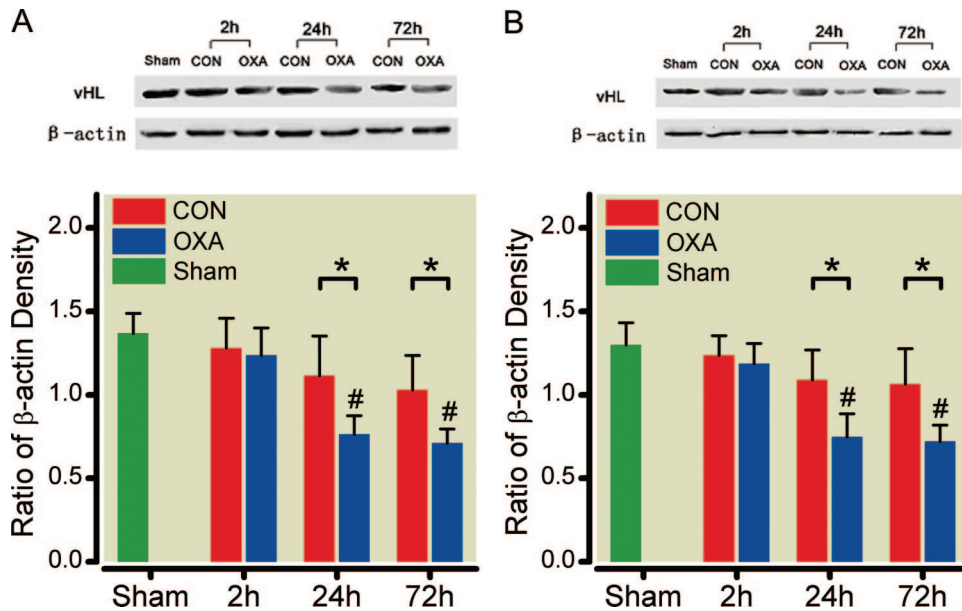 A
2h 24h 72h
Sham CON OXA CON OXA CON OXA
vHL
β-actin
Ratio of β-actin Density
2.0
1.5
1.0
0.5
0.0
CON
OXA
Sham
* *
# #
Sham 2h 24h 72h
B
2h 24h 72h
Sham CON OXA CON OXA CON OXA
vHL
β-actin
Ratio of β-actin Density
2.0
1.5
1.0
0.5
0.0
CON
OXA
Sham
* *
# #
Sham 2h 24h 72h